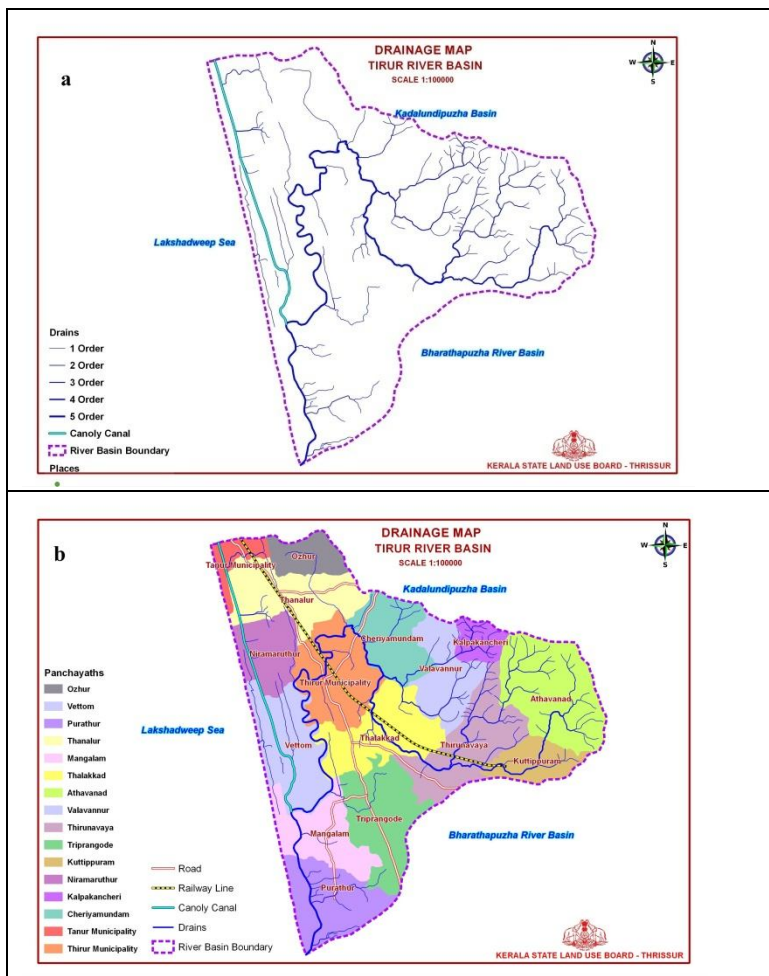 a
DRAINAGE MAP
TIRUR RIVER BASIN
SCALE 1:100000
N
W
E
S
Kadalundipuzha Basin
Lakshadweep Sea
Bharathapuzha River Basin
Drains
1 Order
2 Order
3 Order
4 Order
5 Order
Canoly Canal
River Basin Boundary
Places
KERALA STATE LAND USE BOARD - THRISSUR
b
DRAINAGE MAP
TIRUR RIVER BASIN
SCALE 1:100000
N
W
E
S
Ozhur
Tanur Municipality
Kadalundipuzha Basin
Thanalur
Cheriyamundam
Kalpakancheri
Niramaruthur
Valavannur
Thirur Municipality
Athavanad
Lakshadweep Sea
Vettom
Thalakkad
Thirunavaya
Kuttippuram
Triprangode
Mangalam
Bharathapuzha River Basin
Purathur
Panchayaths
Ozhur
Vettom
Purathur
Thanalur
Mangalam
Thalakkad
Athavanad
Valavannur
Thirunavaya
Triprangode
Kuttippuram
Niramaruthur
Kalpakancheri
Cheriyamundam
Tanur Municipality
Thirur Municipality
Road
Railway Line
Canoly Canal
Drains
River Basin Boundary
KERALA STATE LAND USE BOARD - THRISSUR